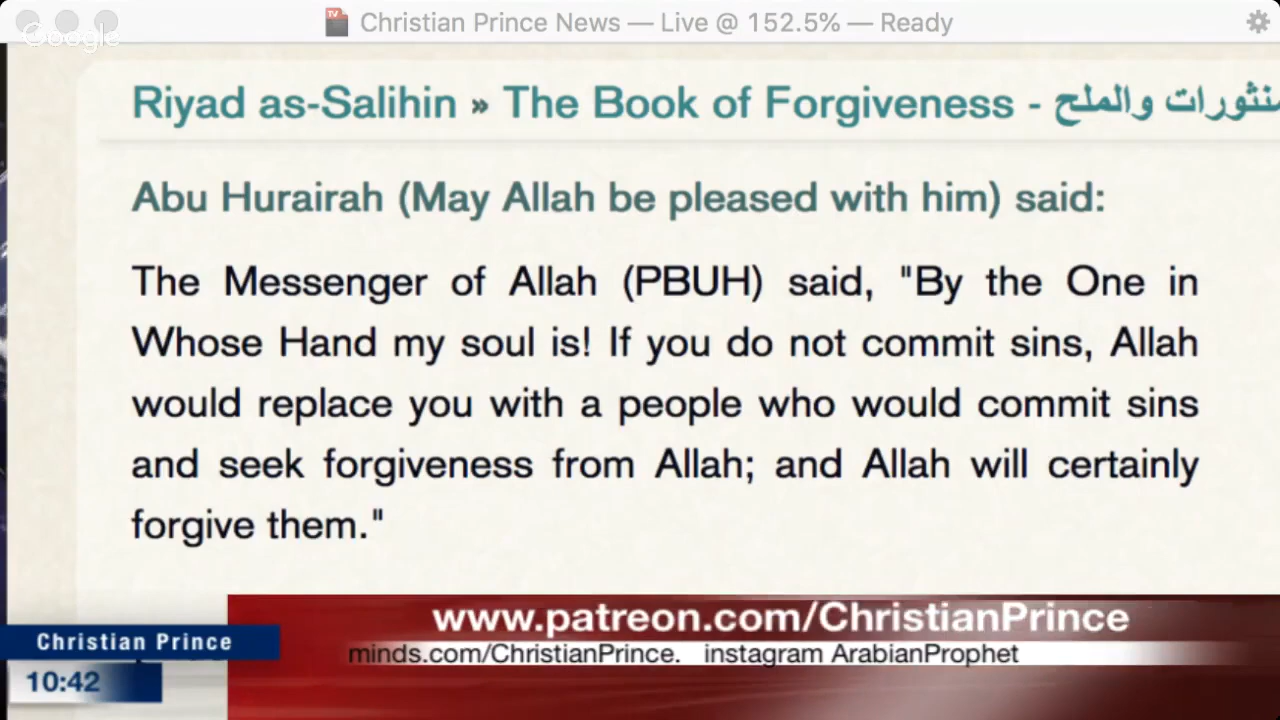 Christian Prince News — Live @ 152.5% — Ready
Google
Riyad as-Salihin » The Book of Forgiveness - المنثورات والملح
Abu Hurairah (May Allah be pleased with him) said:
The Messenger of Allah (PBUH) said, "By the One in
Whose Hand my soul is! If you do not commit sins, Allah
would replace you with a people who would commit sins
and seek forgiveness from Allah; and Allah will certainly
forgive them."
www.patreon.com/ChristianPrince
Christian Prince
minds.com/ChristianPrince. instagram ArabianProphet
10:42